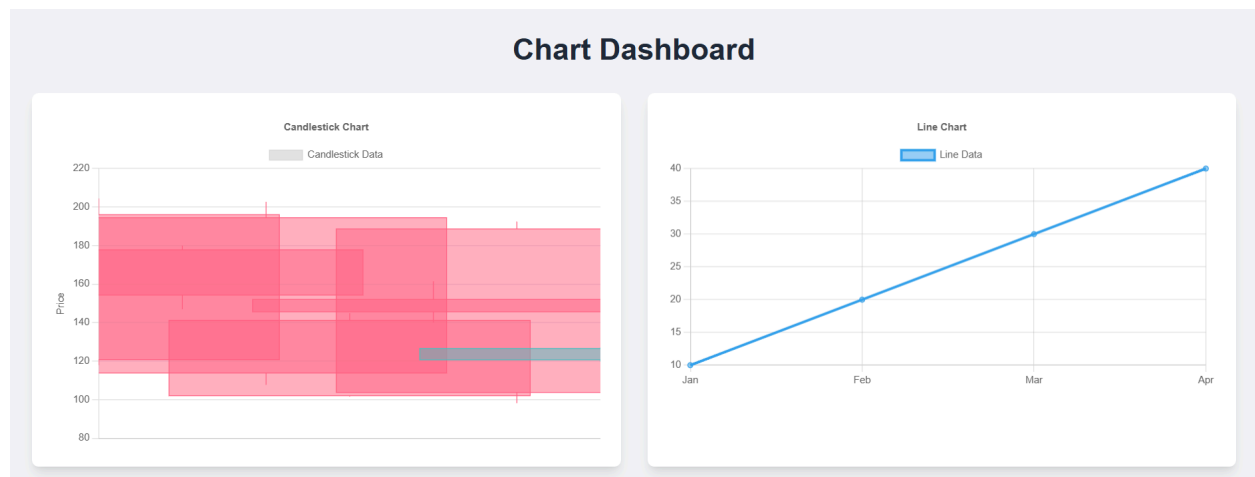 Chart Dashboard
Candlestick Chart
Candlestick Data
220
200
180
160
140
120
100
80
Price
Line Chart
Line Data
40
35
30
25
20
15
10
Jan Feb Mar Apr